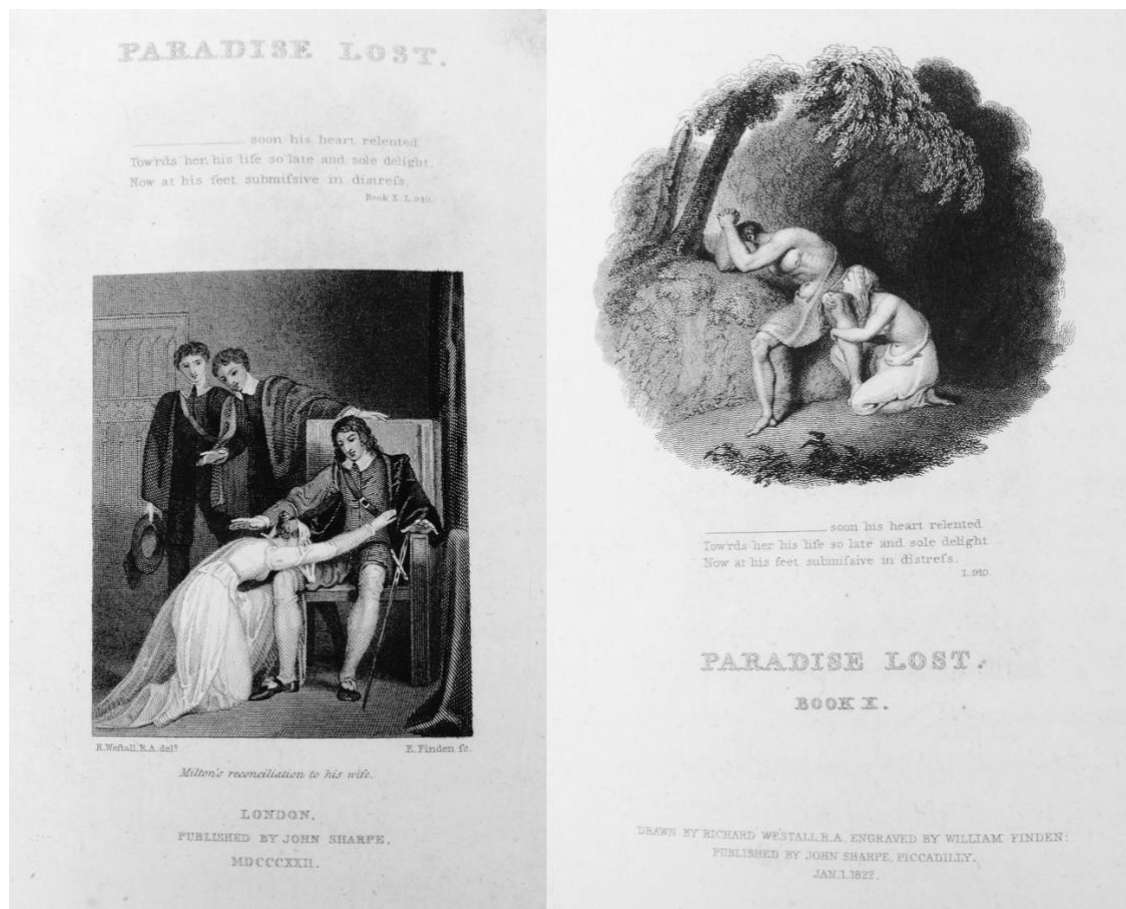 PARADISE LOST.
soon his heart relented
Tow'rds her, his life so late and sole delight,
Now at his feet submiſsive in diſtreſs.
Book X. L.940.
R. Weſtall, R.A. delt.
E. Finden ſc.
Milton's reconciliation to his wife.
LONDON.
PUBLISHED BY JOHN SHARPE,
MDCCCXXII.
soon his heart relented
Tow'rds her his life so late and sole delight
Now at his feet submiſsive in diſtreſs.
L.940
PARADISE LOST.
BOOK X.
DRAWN BY RICHARD WESTALL R.A. ENGRAVED BY WILLIAM FINDEN:
PUBLISHED BY JOHN SHARPE, PICCADILLY.
JAN.1.1822.